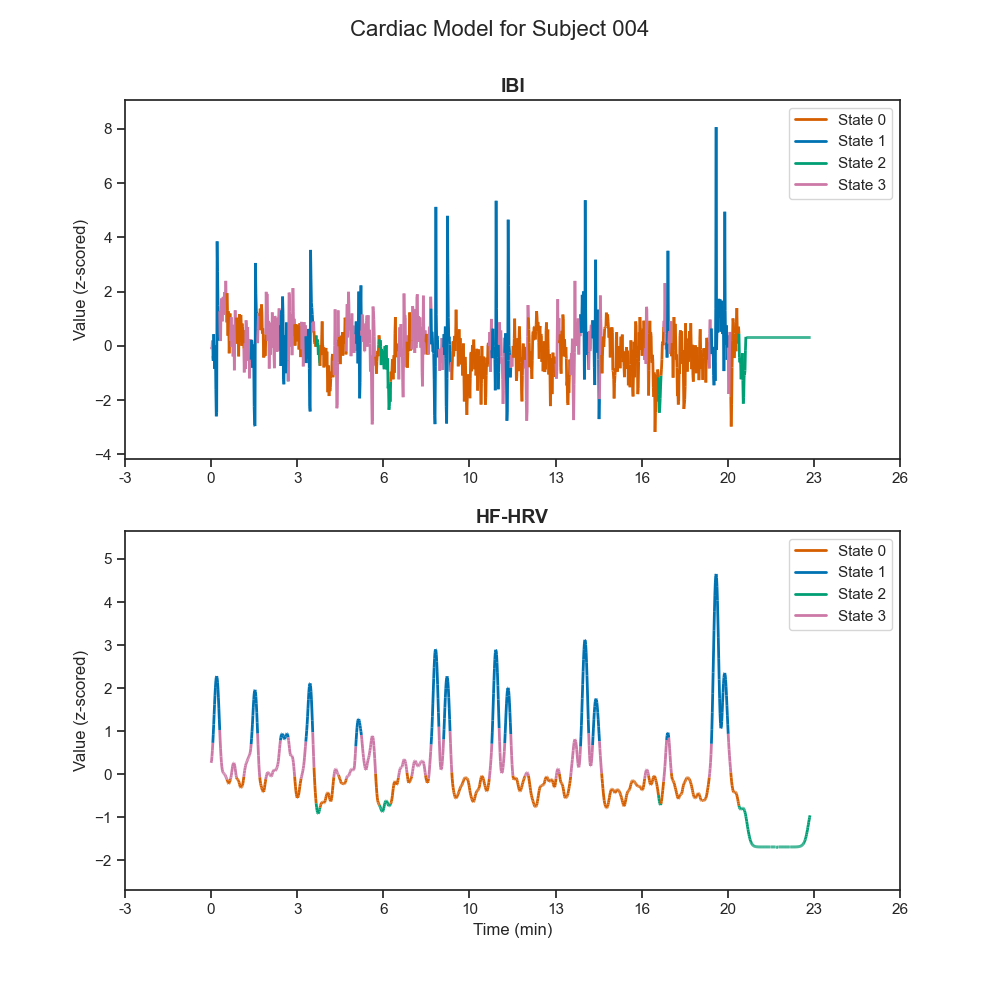 Cardiac Model for Subject 004
IBI
Value (z-scored)
8
6
4
2
0
−2
−4
State 0
State 1
State 2
State 3
-3 0 3 6 10 13 16 20 23 26
HF-HRV
Value (z-scored)
5
4
3
2
1
0
−1
−2
State 0
State 1
State 2
State 3
-3 0 3 6 10 13 16 20 23 26
Time (min)